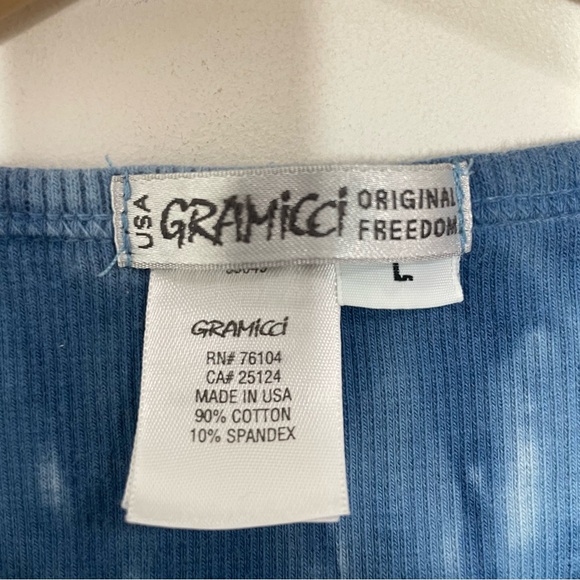 USA
GRAMiCCi
ORIGINAL
FREEDOM
L
GRAMiCCi
RN# 76104
CA# 25124
MADE IN USA
90% COTTON
10% SPANDEX